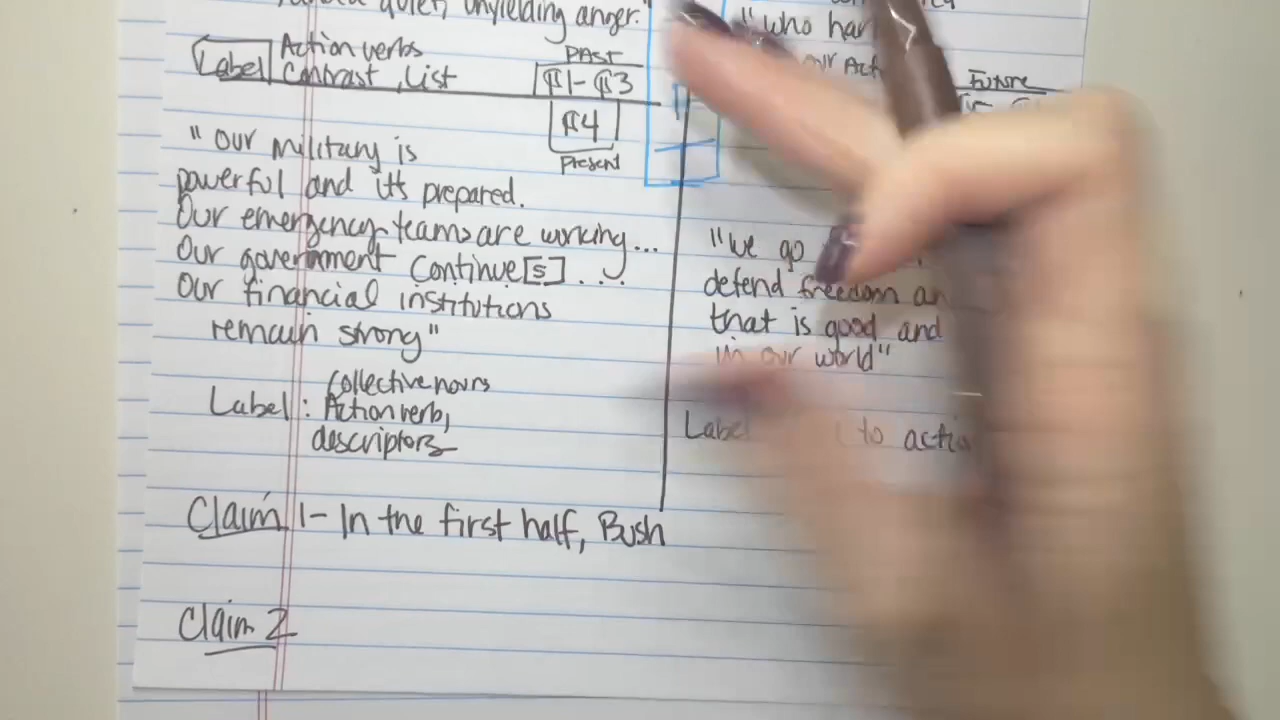 quiet, unyielding anger."
Label Action verbs
Contrast, List
PAST
¶1-¶3
¶4
Present
"Our military is
powerful and it's prepared.
Our emergency teams are working...
Our government continue[s]...
Our financial institutions
remain strong"
Label: Collective nouns
Action verb,
descriptors
"who har
our Act
Future
"We go
defend freedom an
that is good and
in our world"
Label to actio
Claim 1- In the first half, Bush
Claim 2